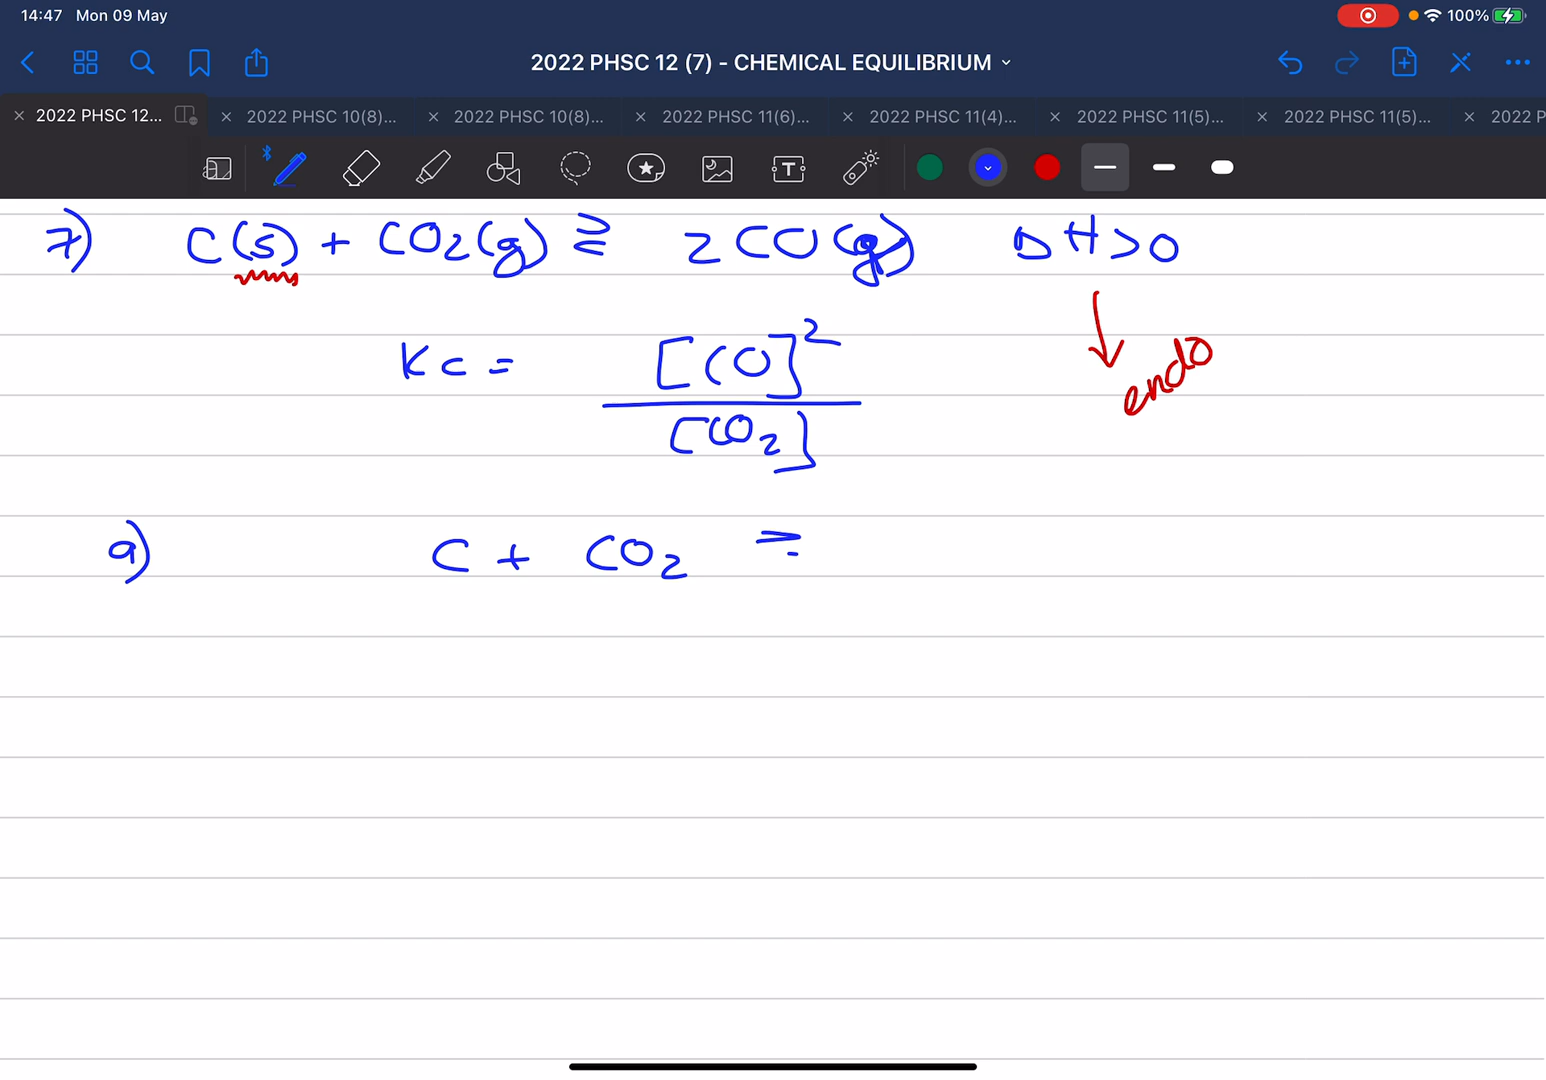 14:47 Mon 09 May 100%
2022 PHSC 12 (7) - CHEMICAL EQUILIBRIUM
2022 PHSC 12... 2022 PHSC 10(8)... 2022 PHSC 10(8)... 2022 PHSC 11(6)... 2022 PHSC 11(4)... 2022 PHSC 11(5)... 2022 PHSC 11(5)... 2022 P
7) C(s) + CO₂(g) ⇌ 2CO(g) ΔH>0
endo
Kc = [CO]²
[CO₂]
a) C + CO₂ ⇌